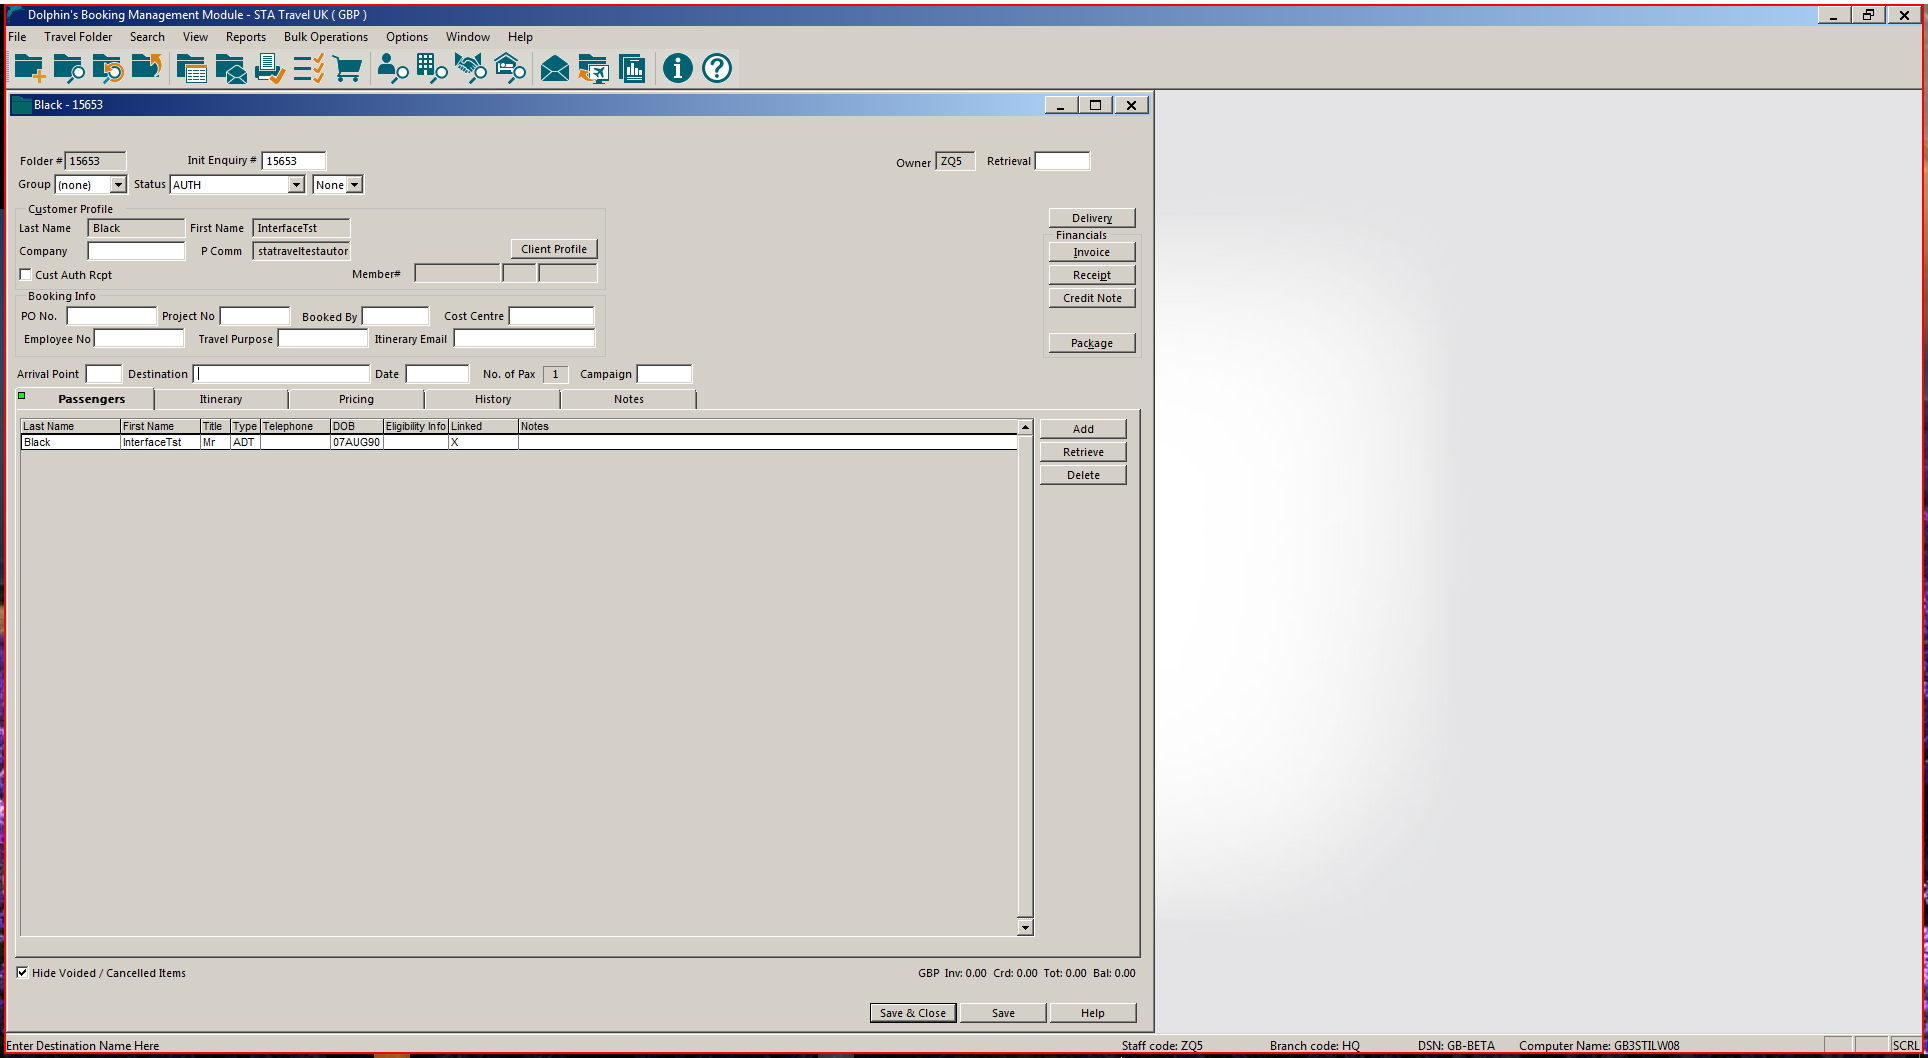 Dolphin's Booking Management Module - STA Travel UK ( GBP )
File Travel Folder Search View Reports Bulk Operations Options Window Help
Black - 15653
Folder # 15653 Init Enquiry # 15653 Owner ZQ5 Retrieval
Group (none) Status AUTH None
Customer Profile Delivery
Last Name Black First Name InterfaceTst Financials
Company P Comm statraveltestautor Client Profile Invoice
Cust Auth Rcpt Member# Receipt
Booking Info Credit Note
PO No. Project No Booked By Cost Centre
Employee No Travel Purpose Itinerary Email Package
Arrival Point Destination Date No. of Pax 1 Campaign
Passengers Itinerary Pricing History Notes
Last Name First Name Title Type Telephone DOB Eligibility Info Linked Notes Add
Black InterfaceTst Mr ADT 07AUG90 X
Retrieve
Delete
Hide Voided / Cancelled Items GBP Inv: 0.00 Crd: 0.00 Tot: 0.00 Bal: 0.00
Save & Close Save Help
Enter Destination Name Here Staff code: ZQ5 Branch code: HQ DSN: GB-BETA Computer Name: GB3STILW08 SCRL